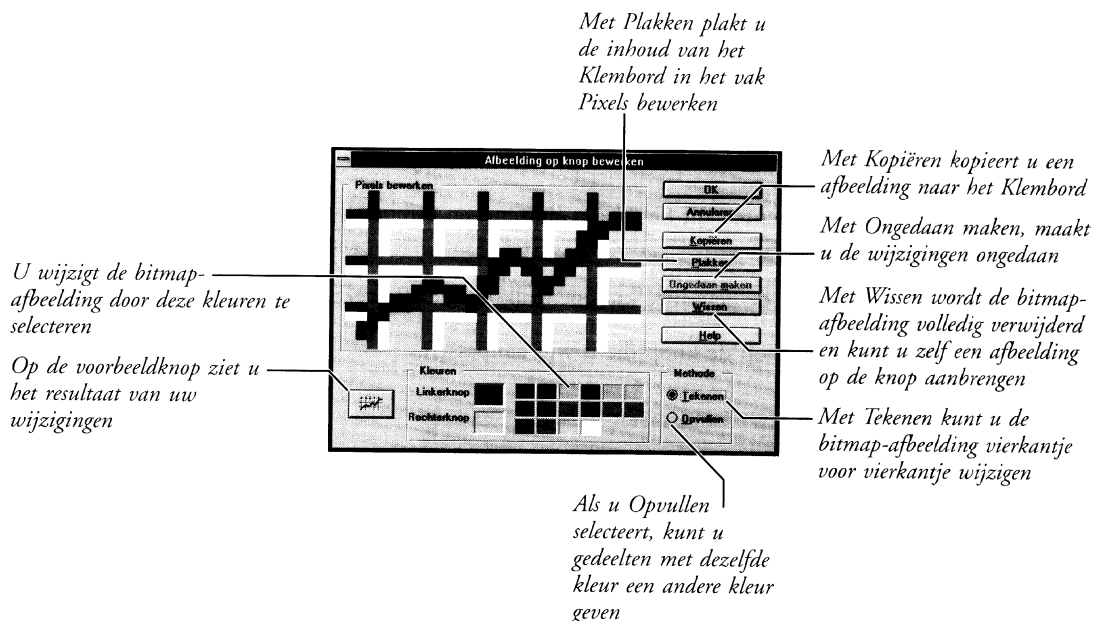 Met Plakken plakt u
de inhoud van het
Klembord in het vak
Pixels bewerken
Afbeelding op knop bewerken
Pixels bewerken
OK
Annuleren
Kopiëren
Plakken
Ongedaan maken
Wissen
Help
Kleuren
Linkerknop
Rechterknop
Methode
Tekenen
Opvullen
Met Kopiëren kopieert u een
afbeelding naar het Klembord
Met Ongedaan maken, maakt
u de wijzigingen ongedaan
Met Wissen wordt de bitmap-
afbeelding volledig verwijderd
en kunt u zelf een afbeelding
op de knop aanbrengen
Met Tekenen kunt u de
bitmap-afbeelding vierkantje
voor vierkantje wijzigen
U wijzigt de bitmap-
afbeelding door deze kleuren te
selecteren
Op de voorbeeldknop ziet u
het resultaat van uw
wijzigingen
Als u Opvullen
selecteert, kunt u
gedeelten met dezelfde
kleur een andere kleur
geven